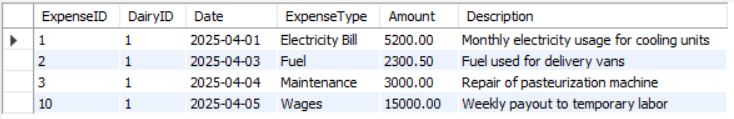 ExpenseID DairyID Date ExpenseType Amount Description
1 1 2025-04-01 Electricity Bill 5200.00 Monthly electricity usage for cooling units
2 1 2025-04-03 Fuel 2300.50 Fuel used for delivery vans
3 1 2025-04-04 Maintenance 3000.00 Repair of pasteurization machine
10 1 2025-04-05 Wages 15000.00 Weekly payout to temporary labor